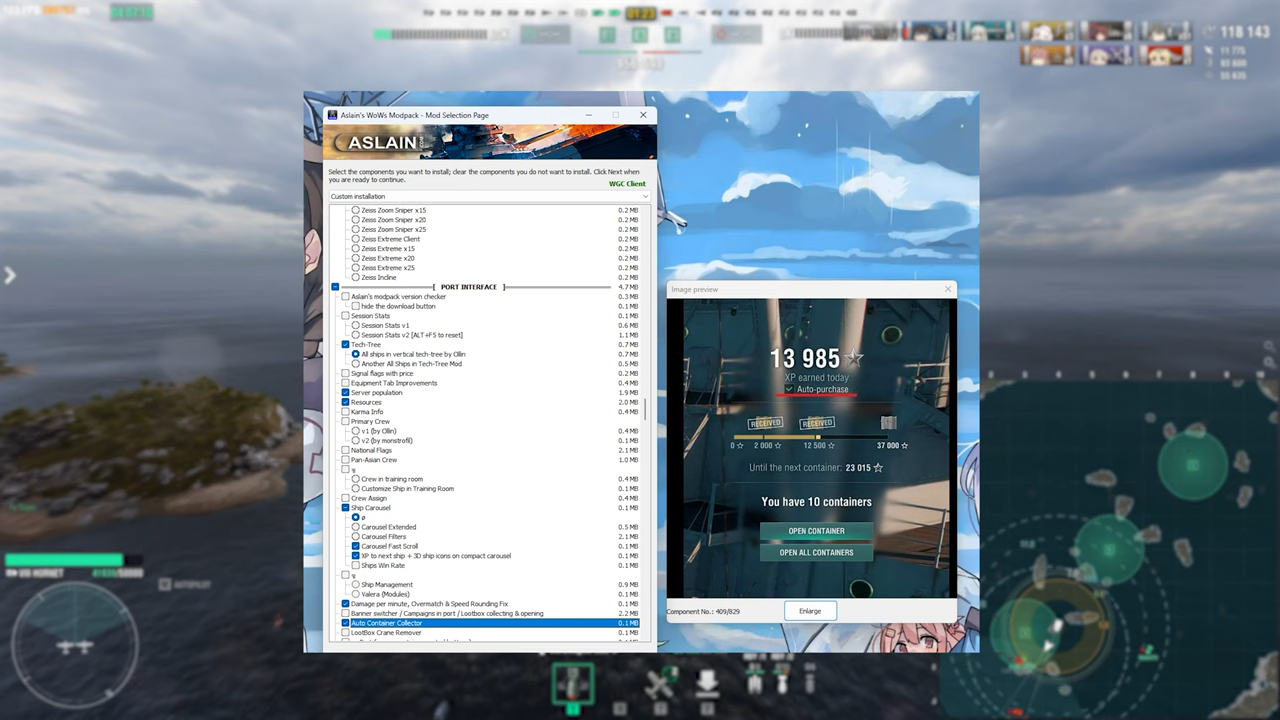 118 143
11 775
93 600
55 635
Aslain's WoWs Modpack - Mod Selection Page
ASLAIN.COM
Select the components you want to install; clear the components you do not want to install. Click Next when
you are ready to continue.
WGC Client
Custom installation
Zeiss Zoom Sniper x15 0.2 MB
Zeiss Zoom Sniper x20 0.2 MB
Zeiss Zoom Sniper x25 0.2 MB
Zeiss Extreme Client 0.2 MB
Zeiss Extreme x15 0.2 MB
Zeiss Extreme x20 0.2 MB
Zeiss Extreme x25 0.2 MB
Zeiss Incline 0.2 MB
[ PORT INTERFACE ] 4.7 MB
Aslain's modpack version checker 0.3 MB
hide the download button 0.1 MB
Session Stats 0.1 MB
Session Stats v1 0.6 MB
Session Stats v2 [ALT+F5 to reset] 1.1 MB
Tech-Tree 0.7 MB
All ships in vertical tech-tree by Ollin 0.7 MB
Another All Ships in Tech-Tree Mod 0.5 MB
Signal flags with price 0.2 MB
Equipment Tab Improvements 0.4 MB
Server population 1.9 MB
Resources 2.0 MB
Karma Info 0.4 MB
Primary Crew
v1 (by Ollin) 0.4 MB
v2 (by monstrofil) 0.1 MB
National Flags 2.1 MB
Pan-Asian Crew 1.0 MB
Crew in training room 0.4 MB
Customize Ship in Training Room 0.1 MB
Crew Assign 0.4 MB
Ship Carousel 0.1 MB
ø
Carousel Extended 0.5 MB
Carousel Filters 2.1 MB
Carousel Fast Scroll 0.1 MB
XP to next ship + 3D ship icons on compact carousel 0.1 MB
Ships Win Rate 0.1 MB
Ship Management 0.9 MB
Valera (Modules) 0.1 MB
Damage per minute, Overmatch & Speed Rounding Fix 0.1 MB
Banner switcher / Campaigns in port / Lootbox collecting & opening 2.2 MB
Auto Container Collector 0.1 MB
LootBox Crane Remover 0.1 MB
Image preview
13 985
XP earned today
Auto-purchase
RECEIVED RECEIVED
0 2 000 12 500 37 000
Until the next container: 23 015
You have 10 containers
OPEN CONTAINER
OPEN ALL CONTAINERS
Component No.: 409/829
Enlarge